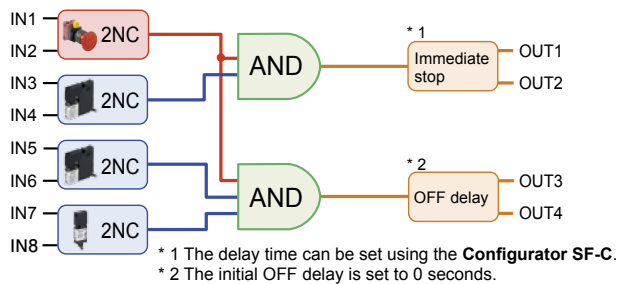 IN1
IN2
2NC
IN3
IN4
2NC
IN5
IN6
2NC
IN7
IN8
2NC
AND
AND
* 1
Immediate
stop
OUT1
OUT2
* 2
OFF delay
OUT3
OUT4
* 1 The delay time can be set using the Configurator SF-C.
* 2 The initial OFF delay is set to 0 seconds.